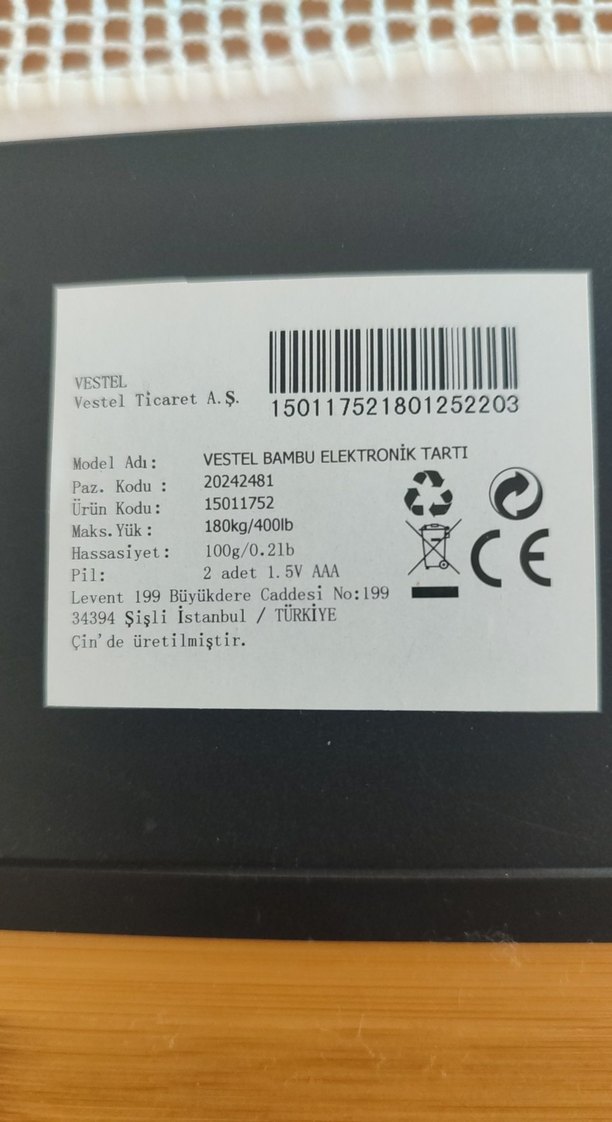 VESTEL
Vestel Ticaret A.Ş.
150117521801252203
Model Adı: VESTEL BAMBU ELEKTRONİK TARTI
Paz. Kodu : 20242481
Ürün Kodu: 15011752
Maks.Yük : 180kg/400lb
Hassasiyet: 100g/0.2lb
Pil: 2 adet 1.5V AAA
Levent 199 Büyükdere Caddesi No:199
34394 Şişli İstanbul / TÜRKİYE
Çin'de üretilmiştir.
CE